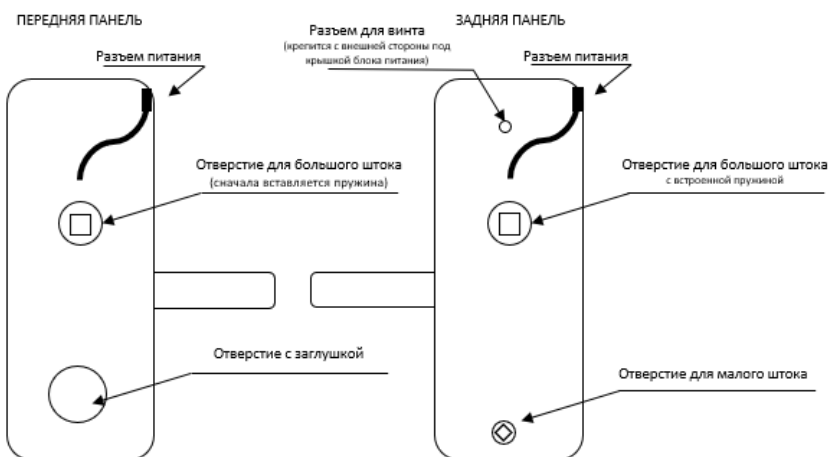 ПЕРЕДНЯЯ ПАНЕЛЬ
Разъем питания
Отверстие для большого штока
(сначала вставляется пружина)
Отверстие с заглушкой
ЗАДНЯЯ ПАНЕЛЬ
Разъем для винта
(крепится с внешней стороны под
крышкой блока питания)
Разъем питания
Отверстие для большого штока
с встроенной пружиной
Отверстие для малого штока